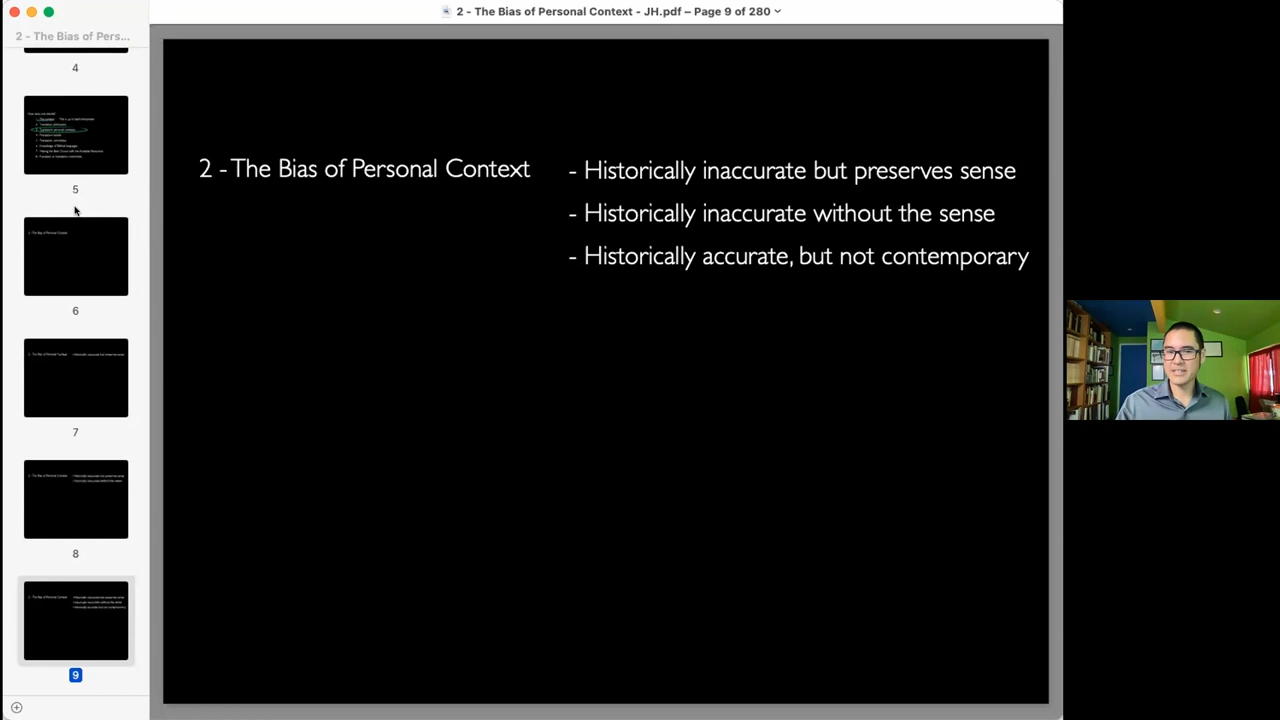 2 - The Bias of Personal Context - JH.pdf – Page 9 of 280
2 - The Bias of Pers...
4
5
6
7
8
9
2 - The Bias of Personal Context
- Historically inaccurate but preserves sense
- Historically inaccurate without the sense
- Historically accurate, but not contemporary